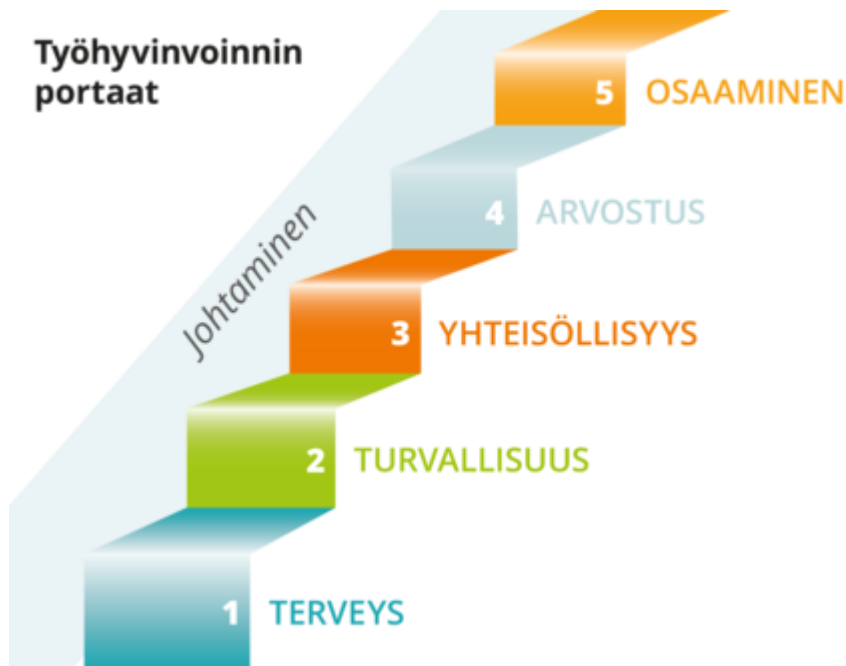 Työhyvinvoinnin
portaat
5 OSAAMINEN
4 ARVOSTUS
Johtaminen
3 YHTEISÖLLISYYS
2 TURVALLISUUS
1 TERVEYS